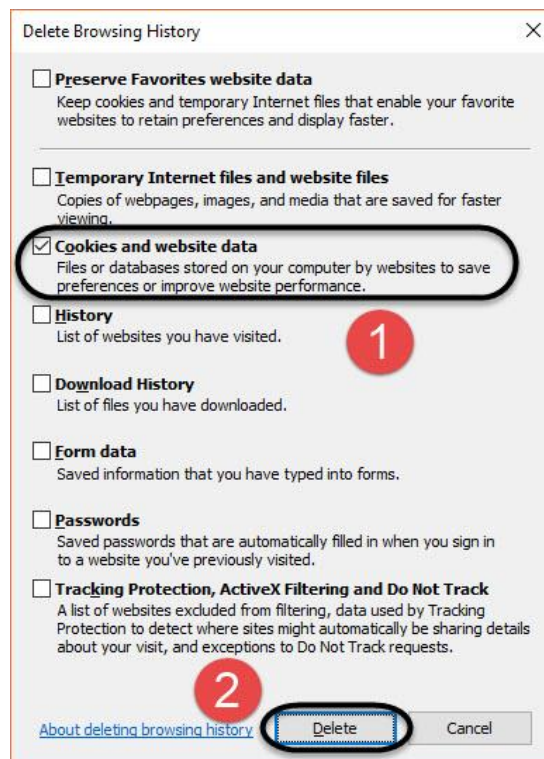 Delete Browsing History
Preserve Favorites website data
Keep cookies and temporary Internet files that enable your favorite
websites to retain preferences and display faster.
Temporary Internet files and website files
Copies of webpages, images, and media that are saved for faster
viewing.
Cookies and website data
Files or databases stored on your computer by websites to save
preferences or improve website performance.
History
List of websites you have visited.
1
Download History
List of files you have downloaded.
Form data
Saved information that you have typed into forms.
Passwords
Saved passwords that are automatically filled in when you sign in
to a website you've previously visited.
Tracking Protection, ActiveX Filtering and Do Not Track
A list of websites excluded from filtering, data used by Tracking
Protection to detect where sites might automatically be sharing details
about your visit, and exceptions to Do Not Track requests.
2
About deleting browsing history Delete Cancel